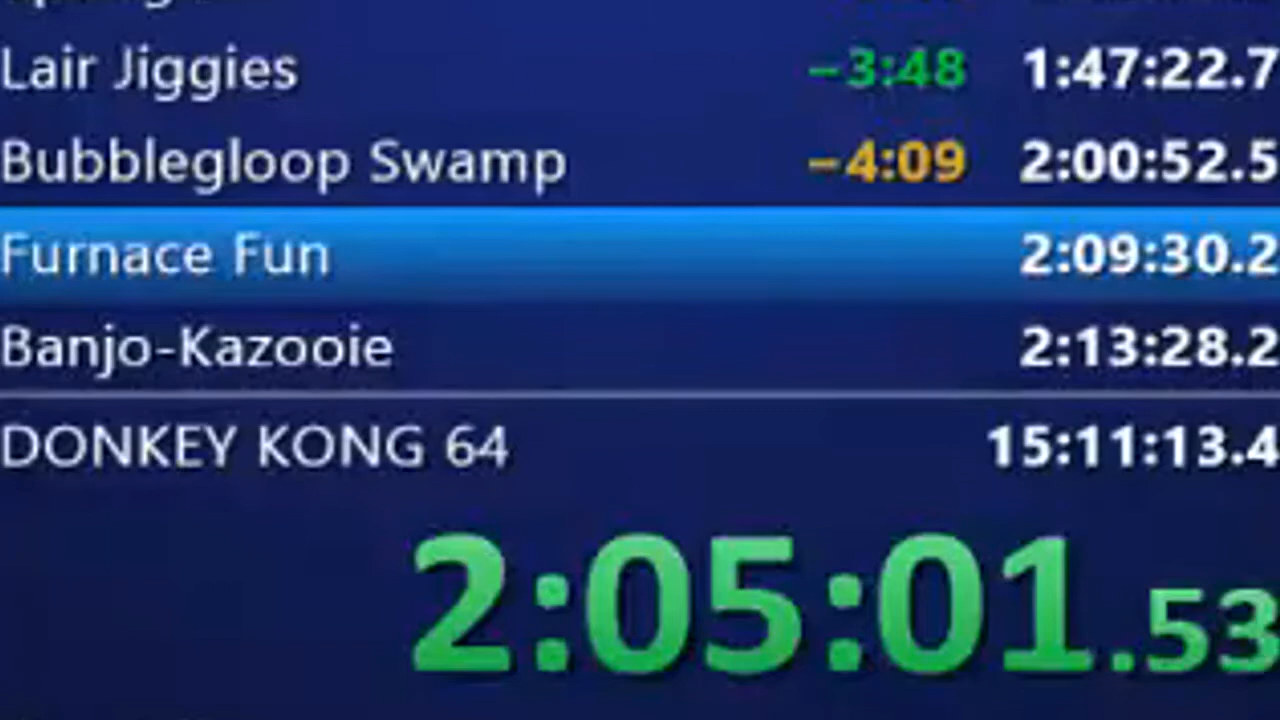 Lair Jiggies −3:48 1:47:22.7
Bubblegloop Swamp −4:09 2:00:52.5
Furnace Fun 2:09:30.2
Banjo-Kazooie 2:13:28.2
DONKEY KONG 64 15:11:13.4
2:05:01.53